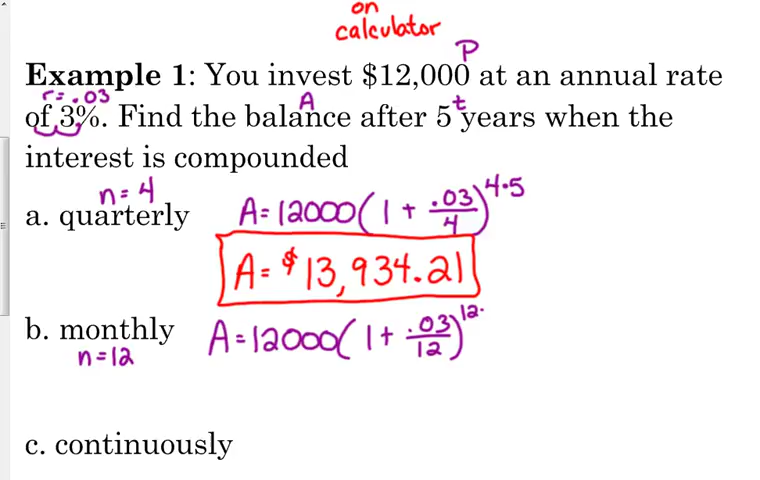 on
calculator
P
Example 1: You invest $12,000 at an annual rate
r=.03
A
t
of 3%. Find the balance after 5 years when the
interest is compounded
n=4
a. quarterly A=12000(1+.03/4)^4·5
A=$13,934.21
b. monthly A=12000(1+.03/12)^12·
n=12
c. continuously